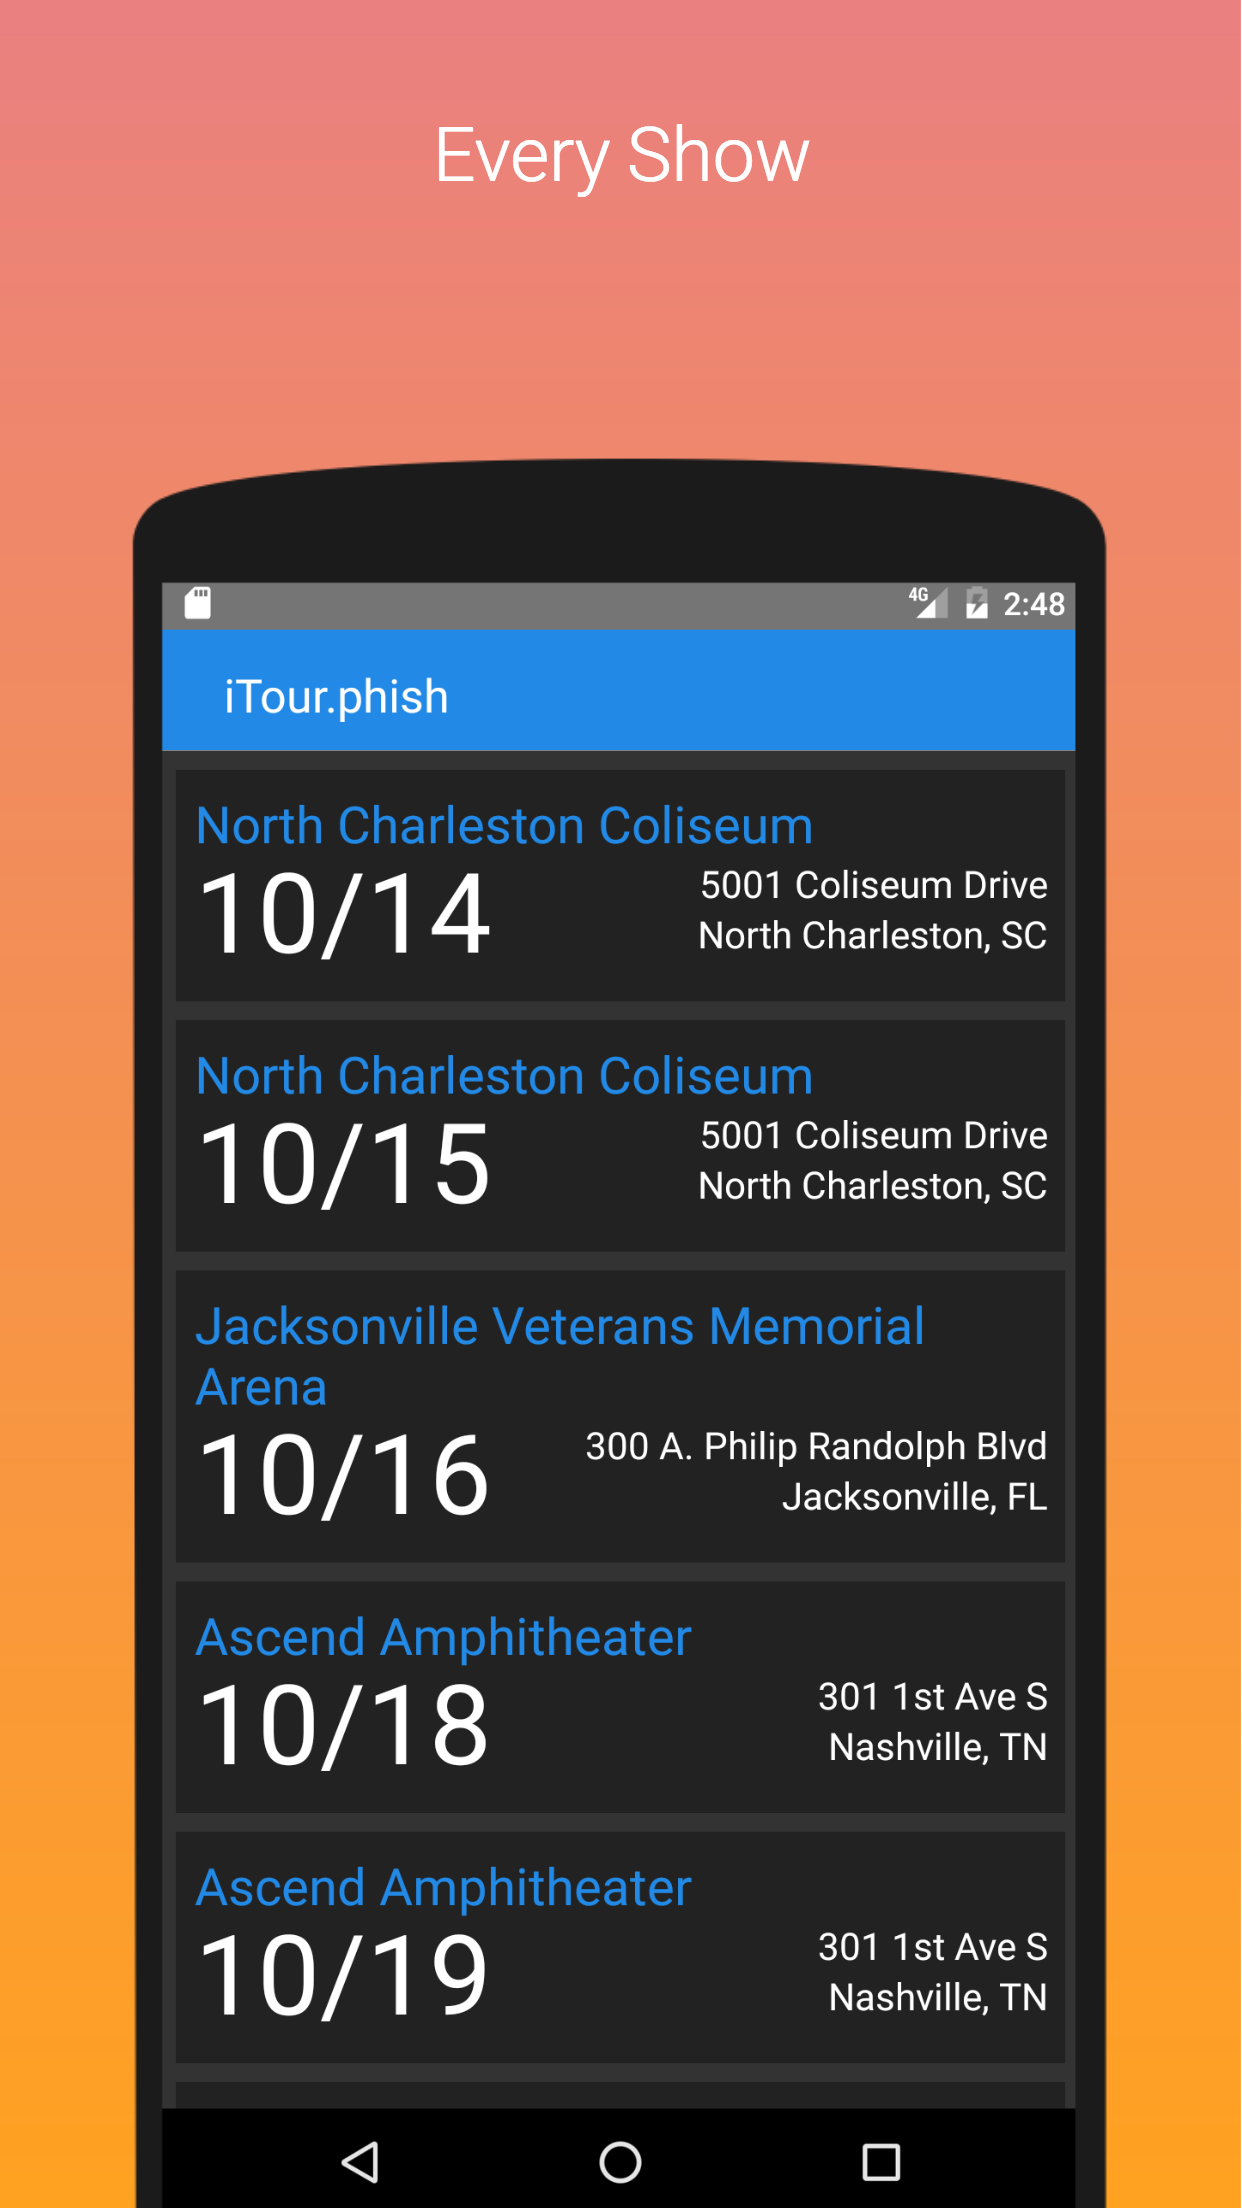 Every Show
4G 2:48
iTour.phish
North Charleston Coliseum
10/14
5001 Coliseum Drive
North Charleston, SC
North Charleston Coliseum
10/15
5001 Coliseum Drive
North Charleston, SC
Jacksonville Veterans Memorial
Arena
10/16
300 A. Philip Randolph Blvd
Jacksonville, FL
Ascend Amphitheater
10/18
301 1st Ave S
Nashville, TN
Ascend Amphitheater
10/19
301 1st Ave S
Nashville, TN